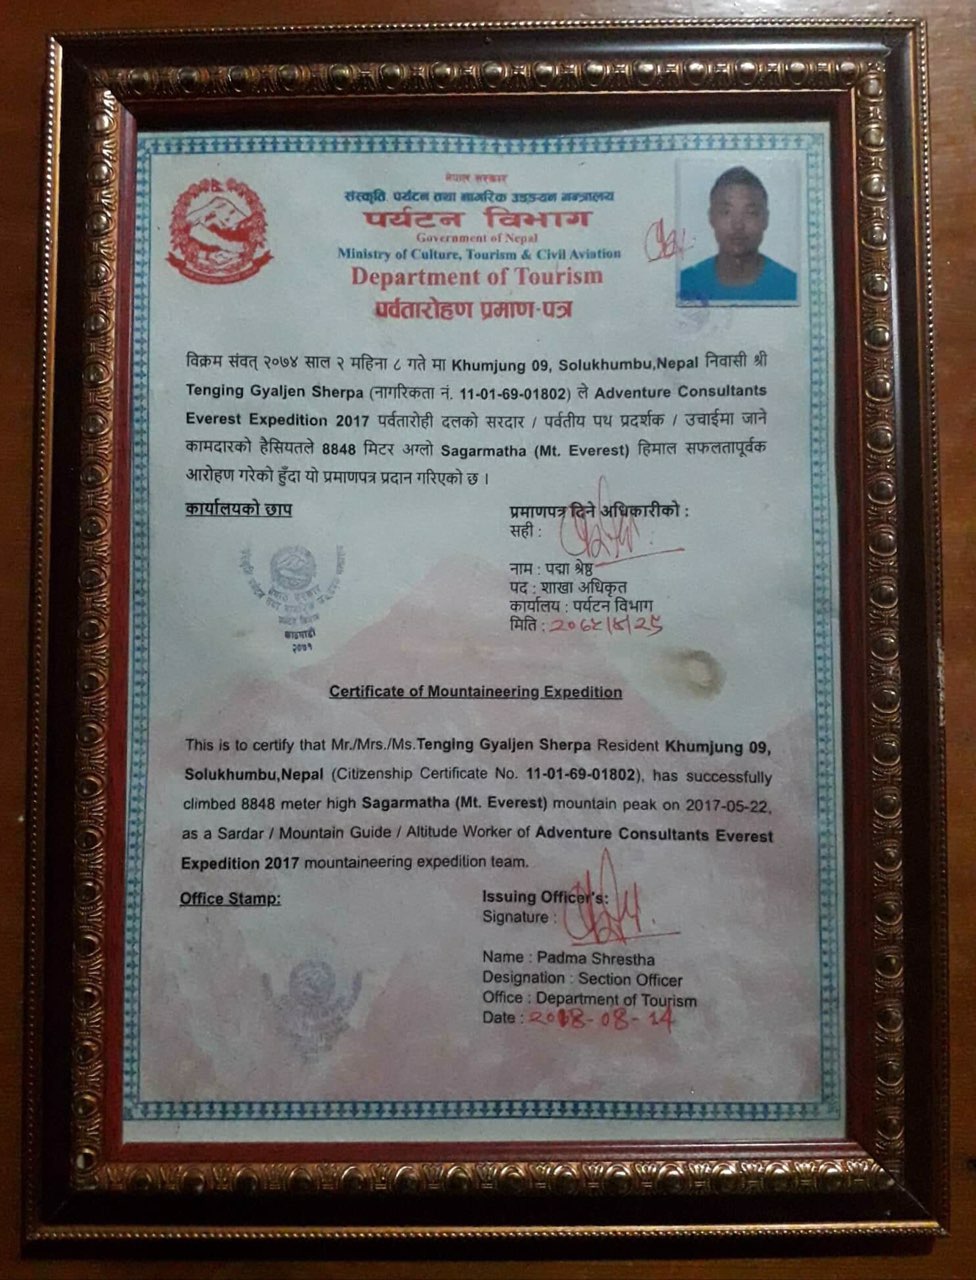 नेपाल सरकार
संस्कृति पर्यटन तथा नागरिक उड्डयन मन्त्रालय
पर्यटन विभाग
Government of Nepal
Ministry of Culture, Tourism & Civil Aviation
Department of Tourism
पर्वतारोहण प्रमाण-पत्र
विक्रम संवत् २०७४ साल २ महिना ८ गते मा Khumjung 09, Solukhumbu,Nepal निवासी श्री
Tenging Gyaljen Sherpa (नागरिकता नं. 11-01-69-01802) ले Adventure Consultants
Everest Expedition 2017 पर्वतारोही दलको सरदार / पर्वतीय पथ प्रदर्शक / उचाईमा जाने
कामदारको हैसियतले 8848 मिटर अग्लो Sagarmatha (Mt. Everest) हिमाल सफलतापूर्वक
आरोहण गरेको हुँदा यो प्रमाणपत्र प्रदान गरिएको छ ।
कार्यालयको छाप
प्रमाणपत्र दिने अधिकारीको :
सही :
नाम : पद्मा श्रेष्ठ
पद : शाखा अधिकृत
कार्यालय : पर्यटन विभाग
मिति :
काठमाडौं
२०७१
Certificate of Mountaineering Expedition
This is to certify that Mr./Mrs./Ms.Tenging Gyaljen Sherpa Resident Khumjung 09,
Solukhumbu,Nepal (Citizenship Certificate No. 11-01-69-01802), has successfully
climbed 8848 meter high Sagarmatha (Mt. Everest) mountain peak on 2017-05-22,
as a Sardar / Mountain Guide / Altitude Worker of Adventure Consultants Everest
Expedition 2017 mountaineering expedition team.
Office Stamp:
Issuing Officer's:
Signature :
Name : Padma Shrestha
Designation : Section Officer
Office : Department of Tourism
Date : 2018-08-14